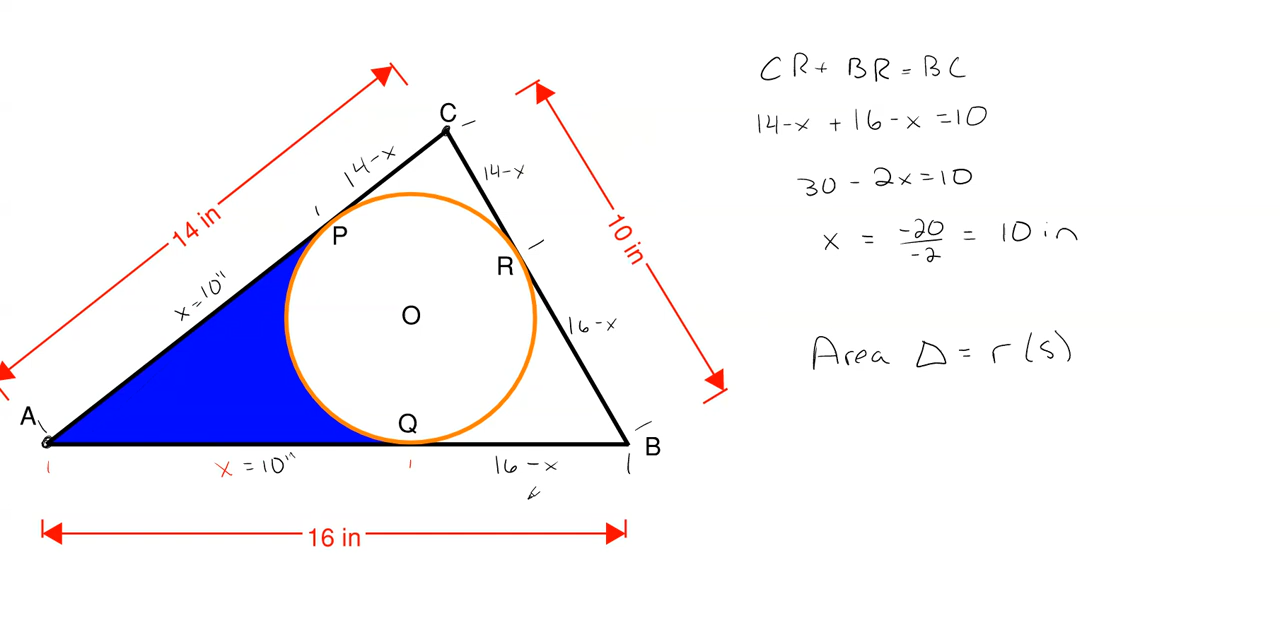 CR + BR = BC
14-x + 16-x = 10
30 - 2x = 10
x = -20/-2 = 10 in
Area Δ = r(s)
C
14-x
14-x
14 in
10 in
P
R
x = 10"
O
16-x
A
Q
B
x = 10"
16-x
16 in